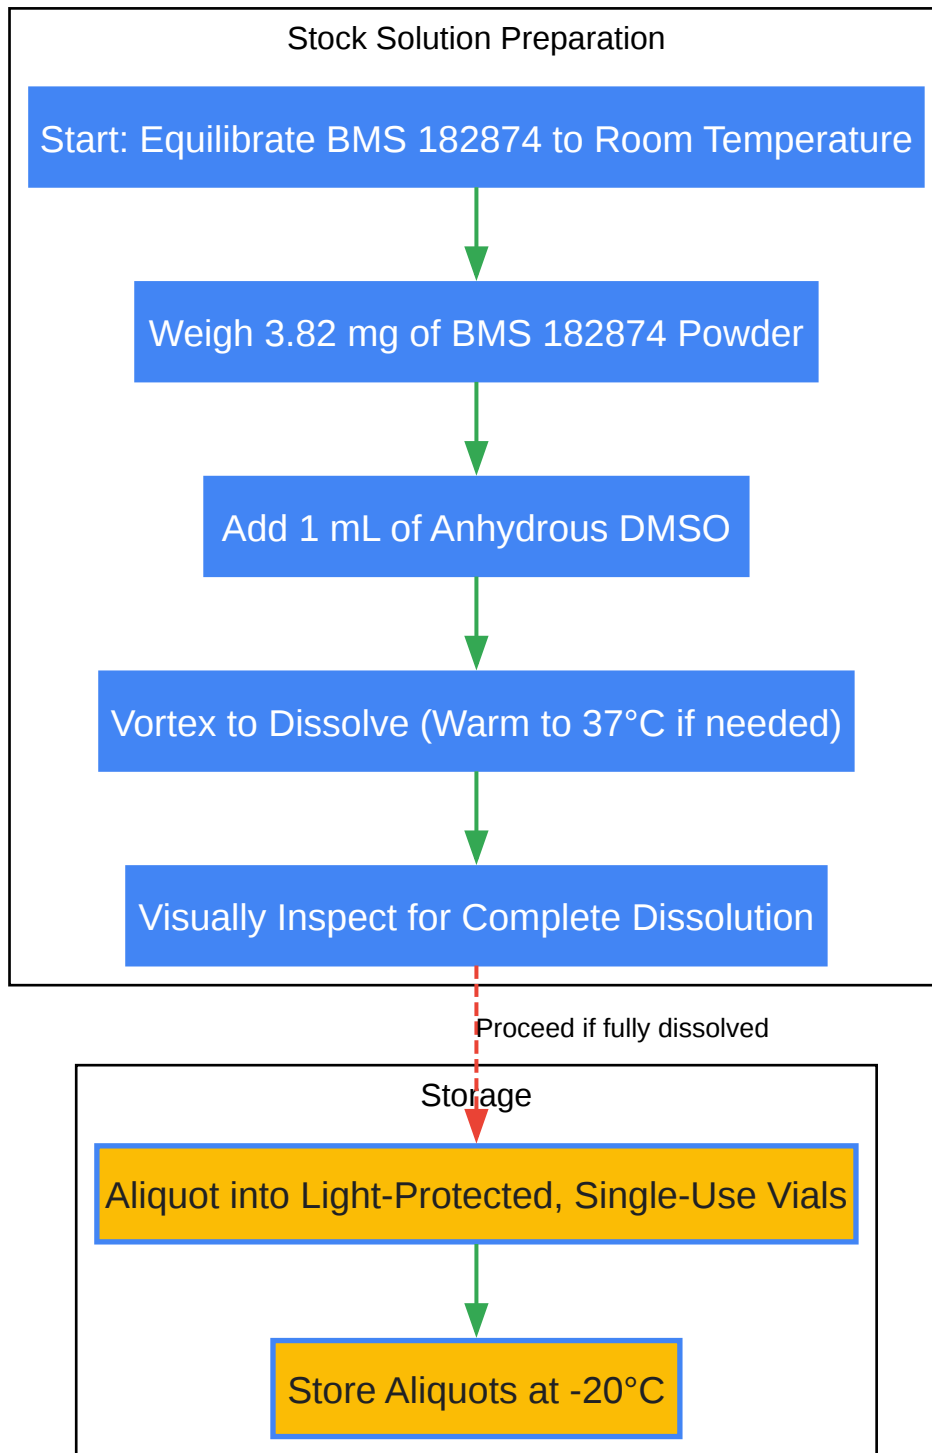 Stock Solution Preparation
Start: Equilibrate BMS 182874 to Room Temperature
Weigh 3.82 mg of BMS 182874 Powder
Add 1 mL of Anhydrous DMSO
Vortex to Dissolve (Warm to 37°C if needed)
Visually Inspect for Complete Dissolution
Proceed if fully dissolved
Storage
Aliquot into Light-Protected, Single-Use Vials
Store Aliquots at -20°C